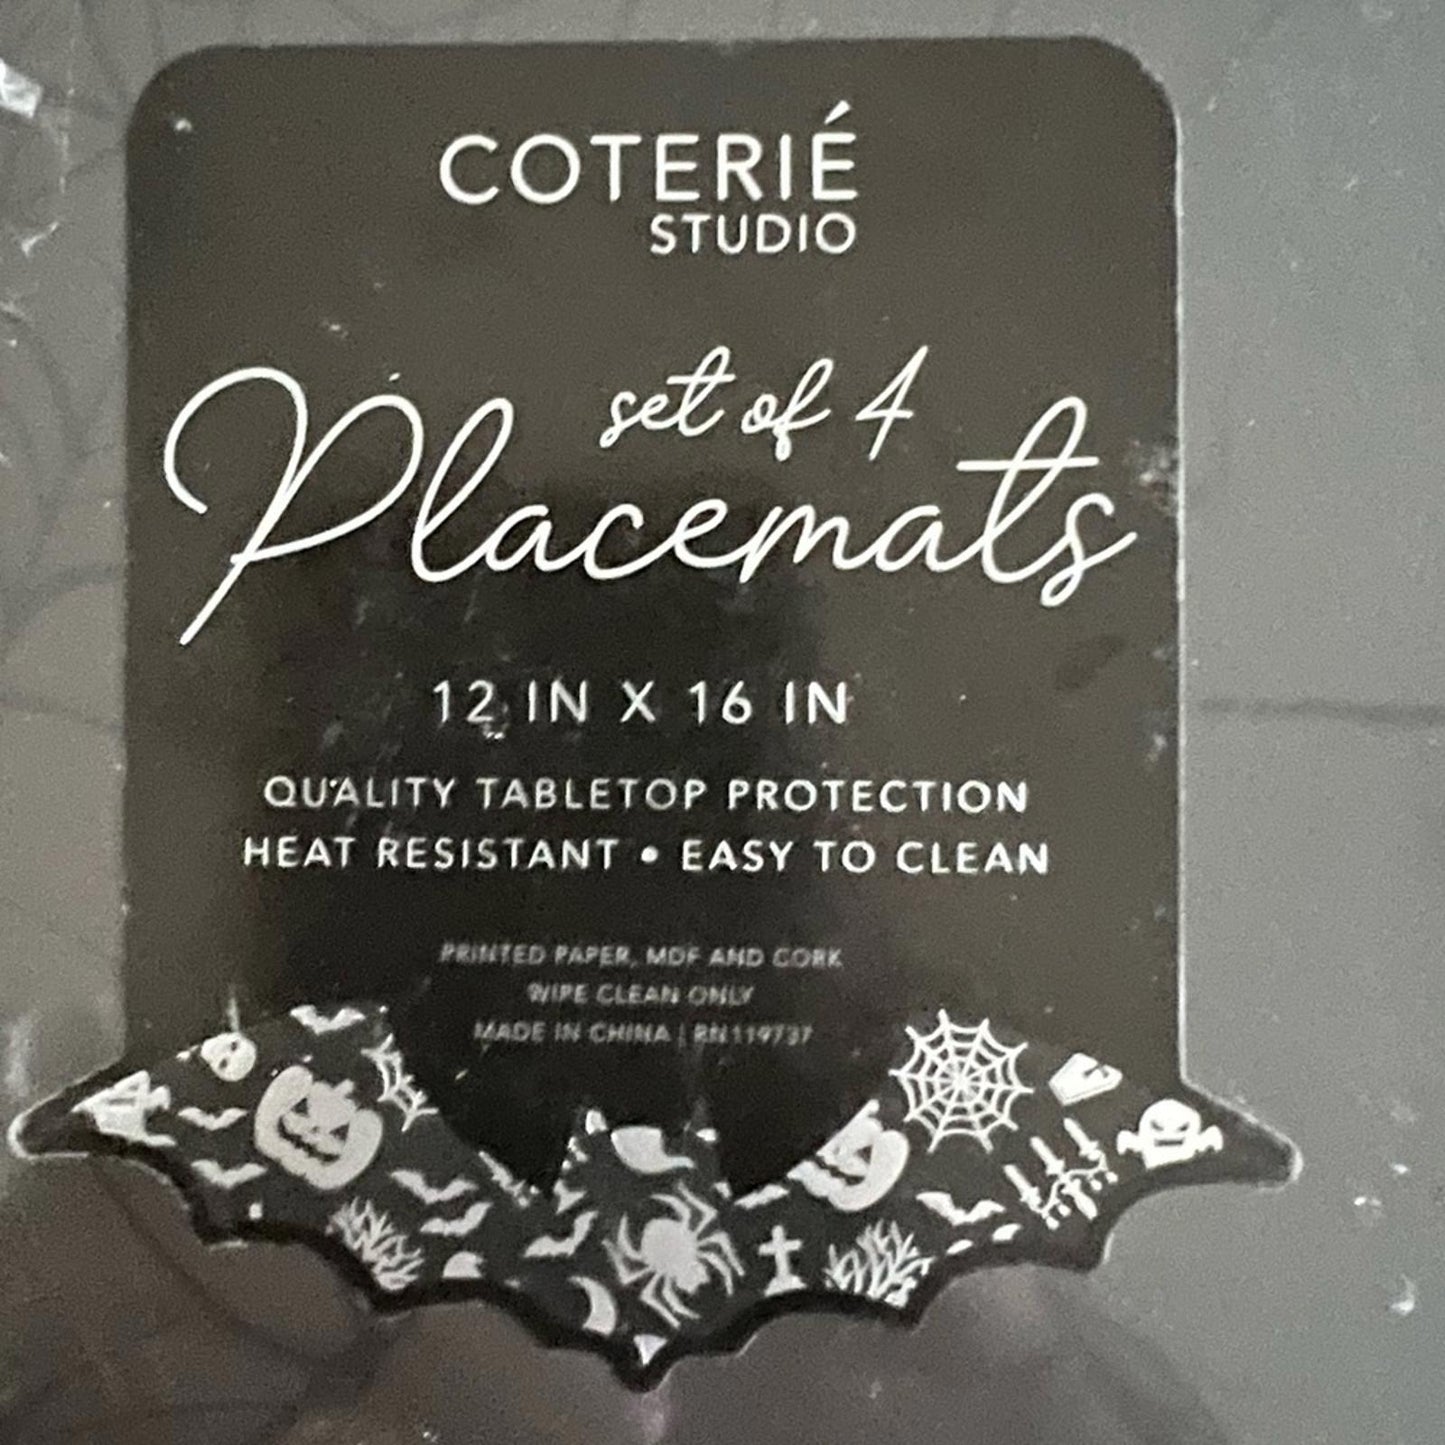 COTERIÉ
STUDIO
set of 4
Placemats
12 IN X 16 IN
QUALITY TABLETOP PROTECTION
HEAT RESISTANT • EASY TO CLEAN
PRINTED PAPER, MDF AND CORK
WIPE CLEAN ONLY
MADE IN CHINA | RN119737